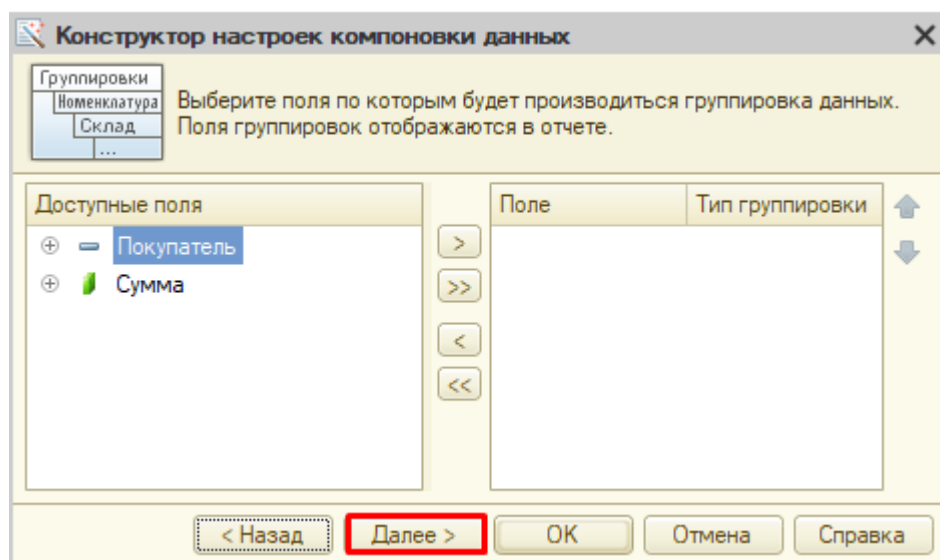 Конструктор настроек компоновки данных
Группировки
Номенклатура
Склад
...
Выберите поля по которым будет производиться группировка данных.
Поля группировок отображаются в отчете.
Доступные поля
Поле
Тип группировки
Покупатель
Сумма
>
>>
<
<<
< Назад
Далее >
ОК
Отмена
Справка